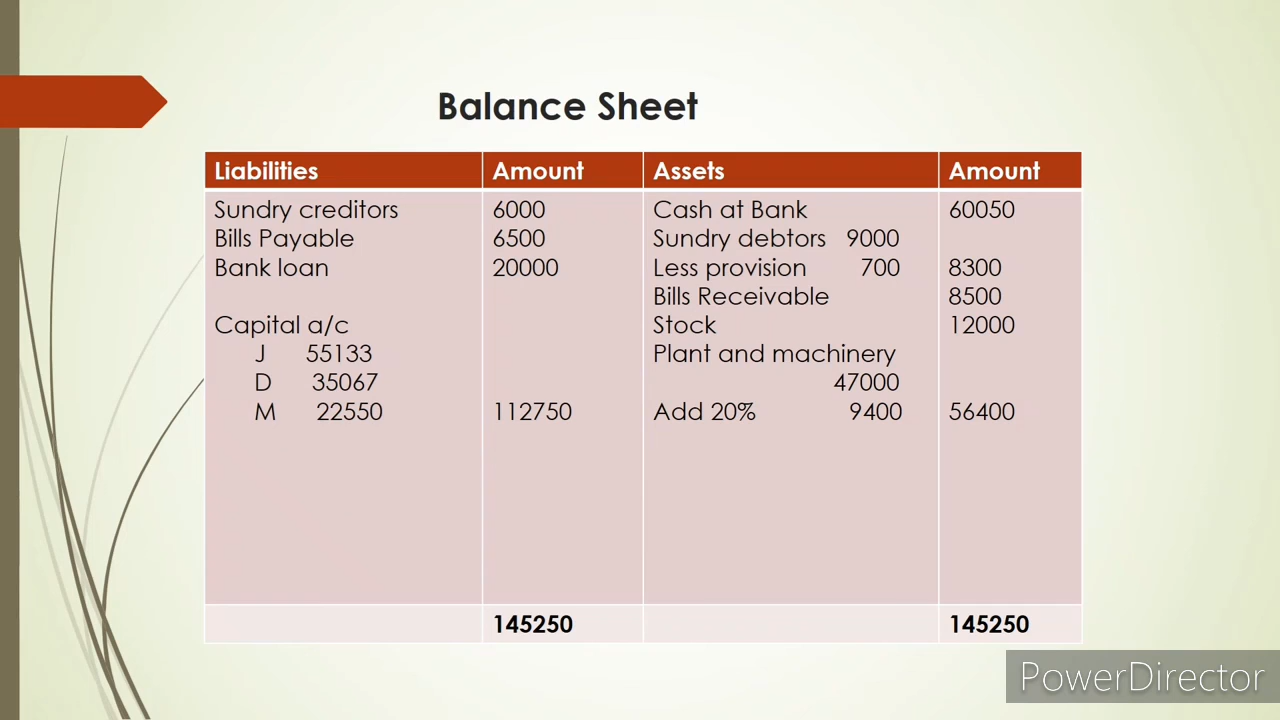 Balance Sheet
Liabilities Amount Assets Amount
Sundry creditors 6000 Cash at Bank 60050
Bills Payable 6500 Sundry debtors 9000
Bank loan 20000 Less provision 700 8300
Bills Receivable 8500
Capital a/c Stock 12000
J 55133 Plant and machinery
D 35067 47000
M 22550 112750 Add 20% 9400 56400
145250 145250
PowerDirector